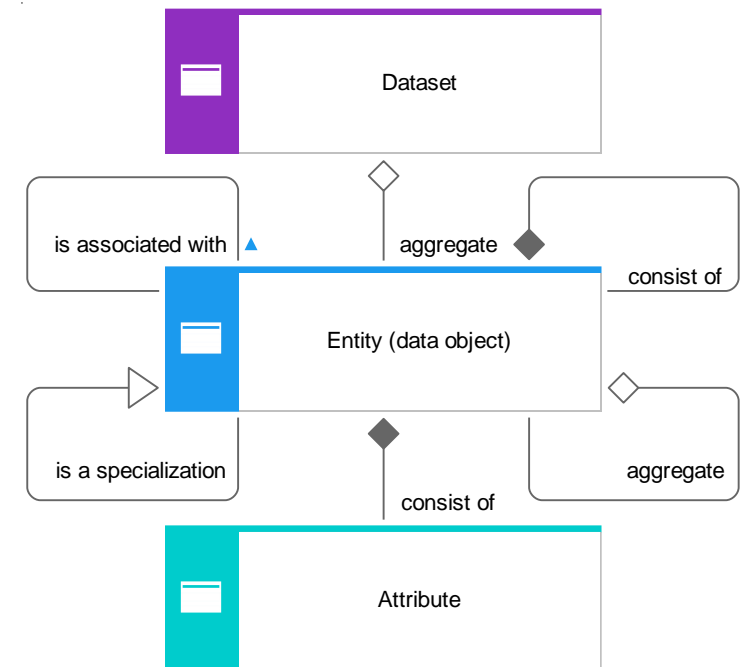 Dataset
is associated with
aggregate
consist of
Entity (data object)
is a specialization
aggregate
consist of
Attribute